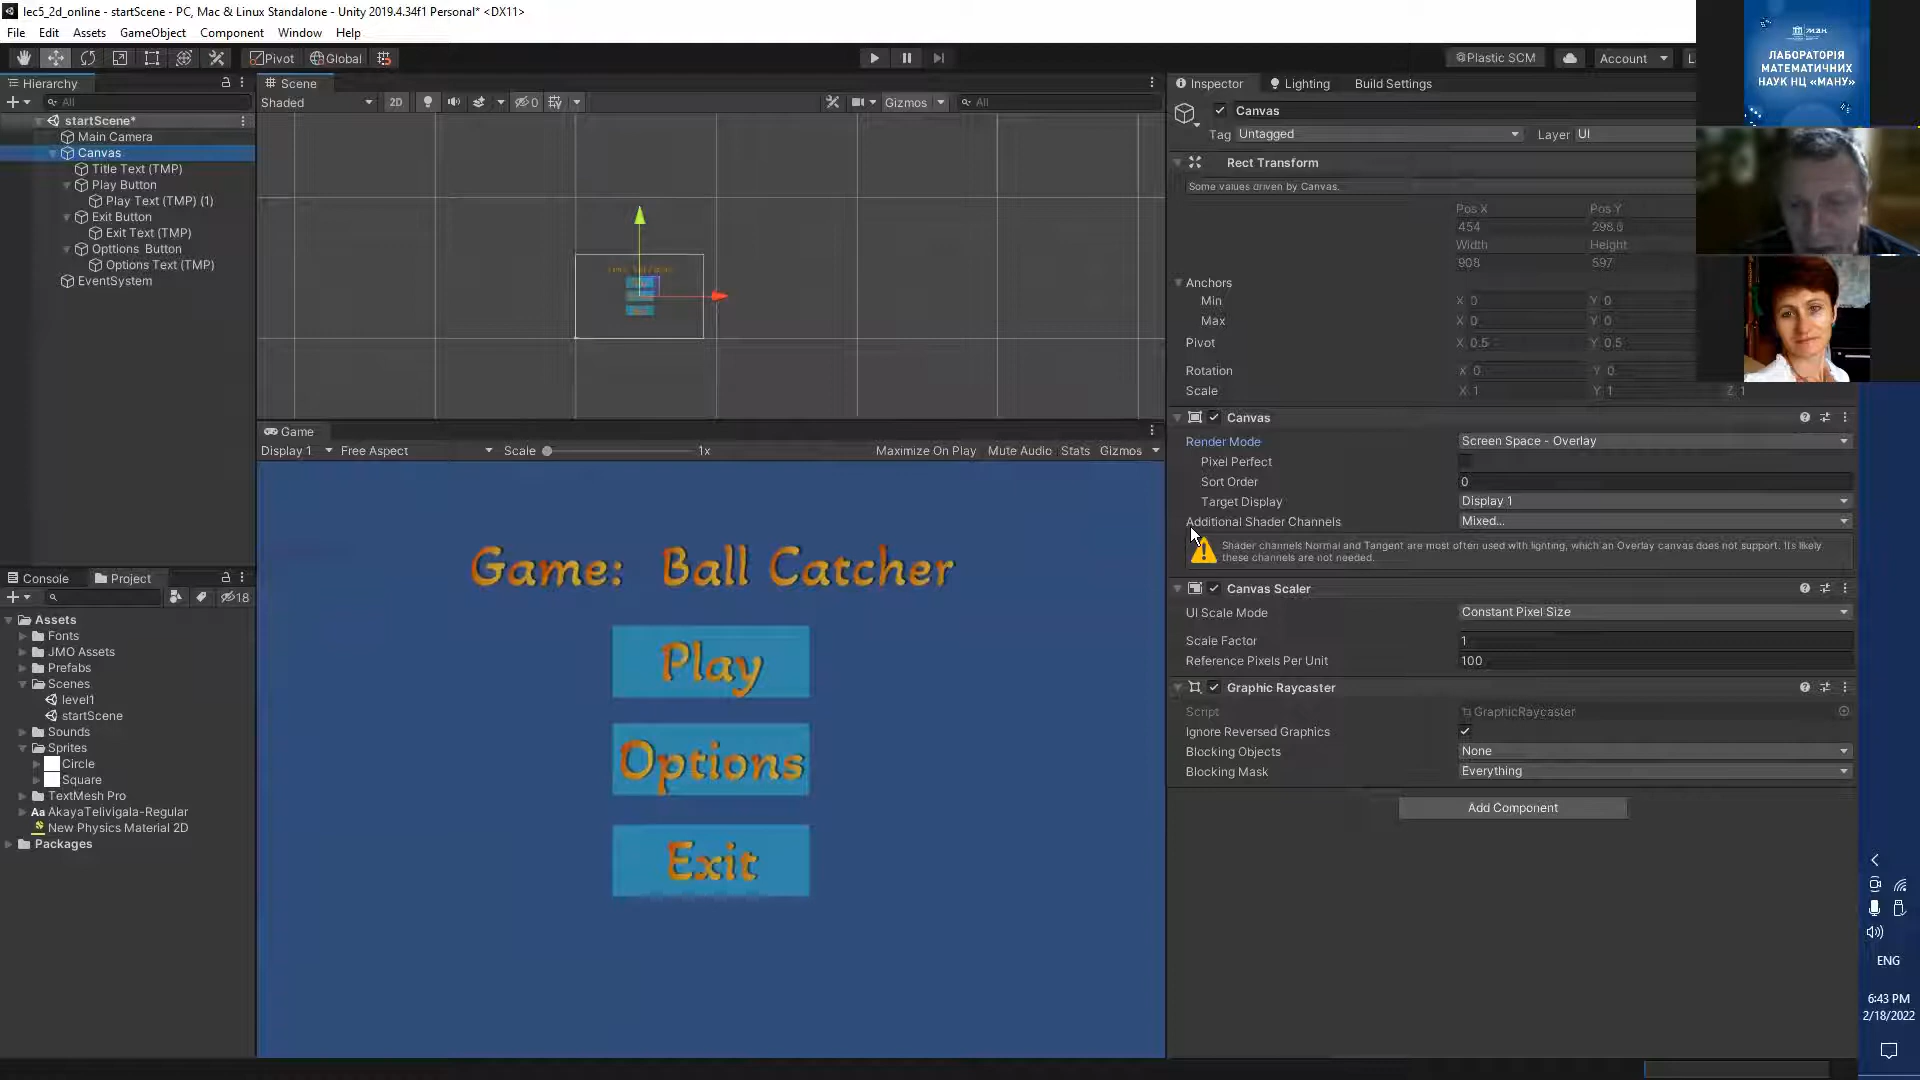 lec5_2d_online - startScene - PC, Mac & Linux Standalone - Unity 2019.4.34f1 Personal* <DX11>
File Edit Assets GameObject Component Window Help
Pivot Global Plastic SCM Account
Hierarchy
All
startScene*
Main Camera
Canvas
Title Text (TMP)
Play Button
Play Text (TMP) (1)
Exit Button
Exit Text (TMP)
Opttions Button
Options Text (TMP)
EventSystem
Scene
Shaded 2D 0 Gizmos All
Game
Display 1 Free Aspect Scale 1x Maximize On Play Mute Audio Stats Gizmos
Game: Ball Catcher
Play
Options
Exit
Console Project
18
Assets
Fonts
JMO Assets
Prefabs
Scenes
level1
startScene
Sounds
Sprites
Circle
Square
TextMesh Pro
Aa AkayaTelivigala-Regular
New Physics Material 2D
Packages
Inspector Lighting Build Settings
Canvas
Tag Untagged Layer UI
Rect Transform
Some values driven by Canvas.
Pos X Pos Y
454 298.5
Width Height
908 597
Anchors
Min X 0 Y 0
Max X 0 Y 0
Pivot X 0.5 Y 0.5
Rotation X 0 Y 0
Scale X 1 Y 1 Z 1
Canvas
Render Mode Screen Space - Overlay
Pixel Perfect
Sort Order 0
Target Display Display 1
Additional Shader Channels Mixed...
Shader channels Normal and Tangent are most often used with lighting, which an Overlay canvas does not support. It's likely
these channels are not needed.
Canvas Scaler
UI Scale Mode Constant Pixel Size
Scale Factor 1
Reference Pixels Per Unit 100
Graphic Raycaster
Script GraphicRaycaster
Ignore Reversed Graphics
Blocking Objects None
Blocking Mask Everything
Add Component
ЛАБОРАТОРІЯ
МАТЕМАТИЧНИХ
НАУК НЦ «МАНУ»
ENG
6:43 PM
2/18/2022